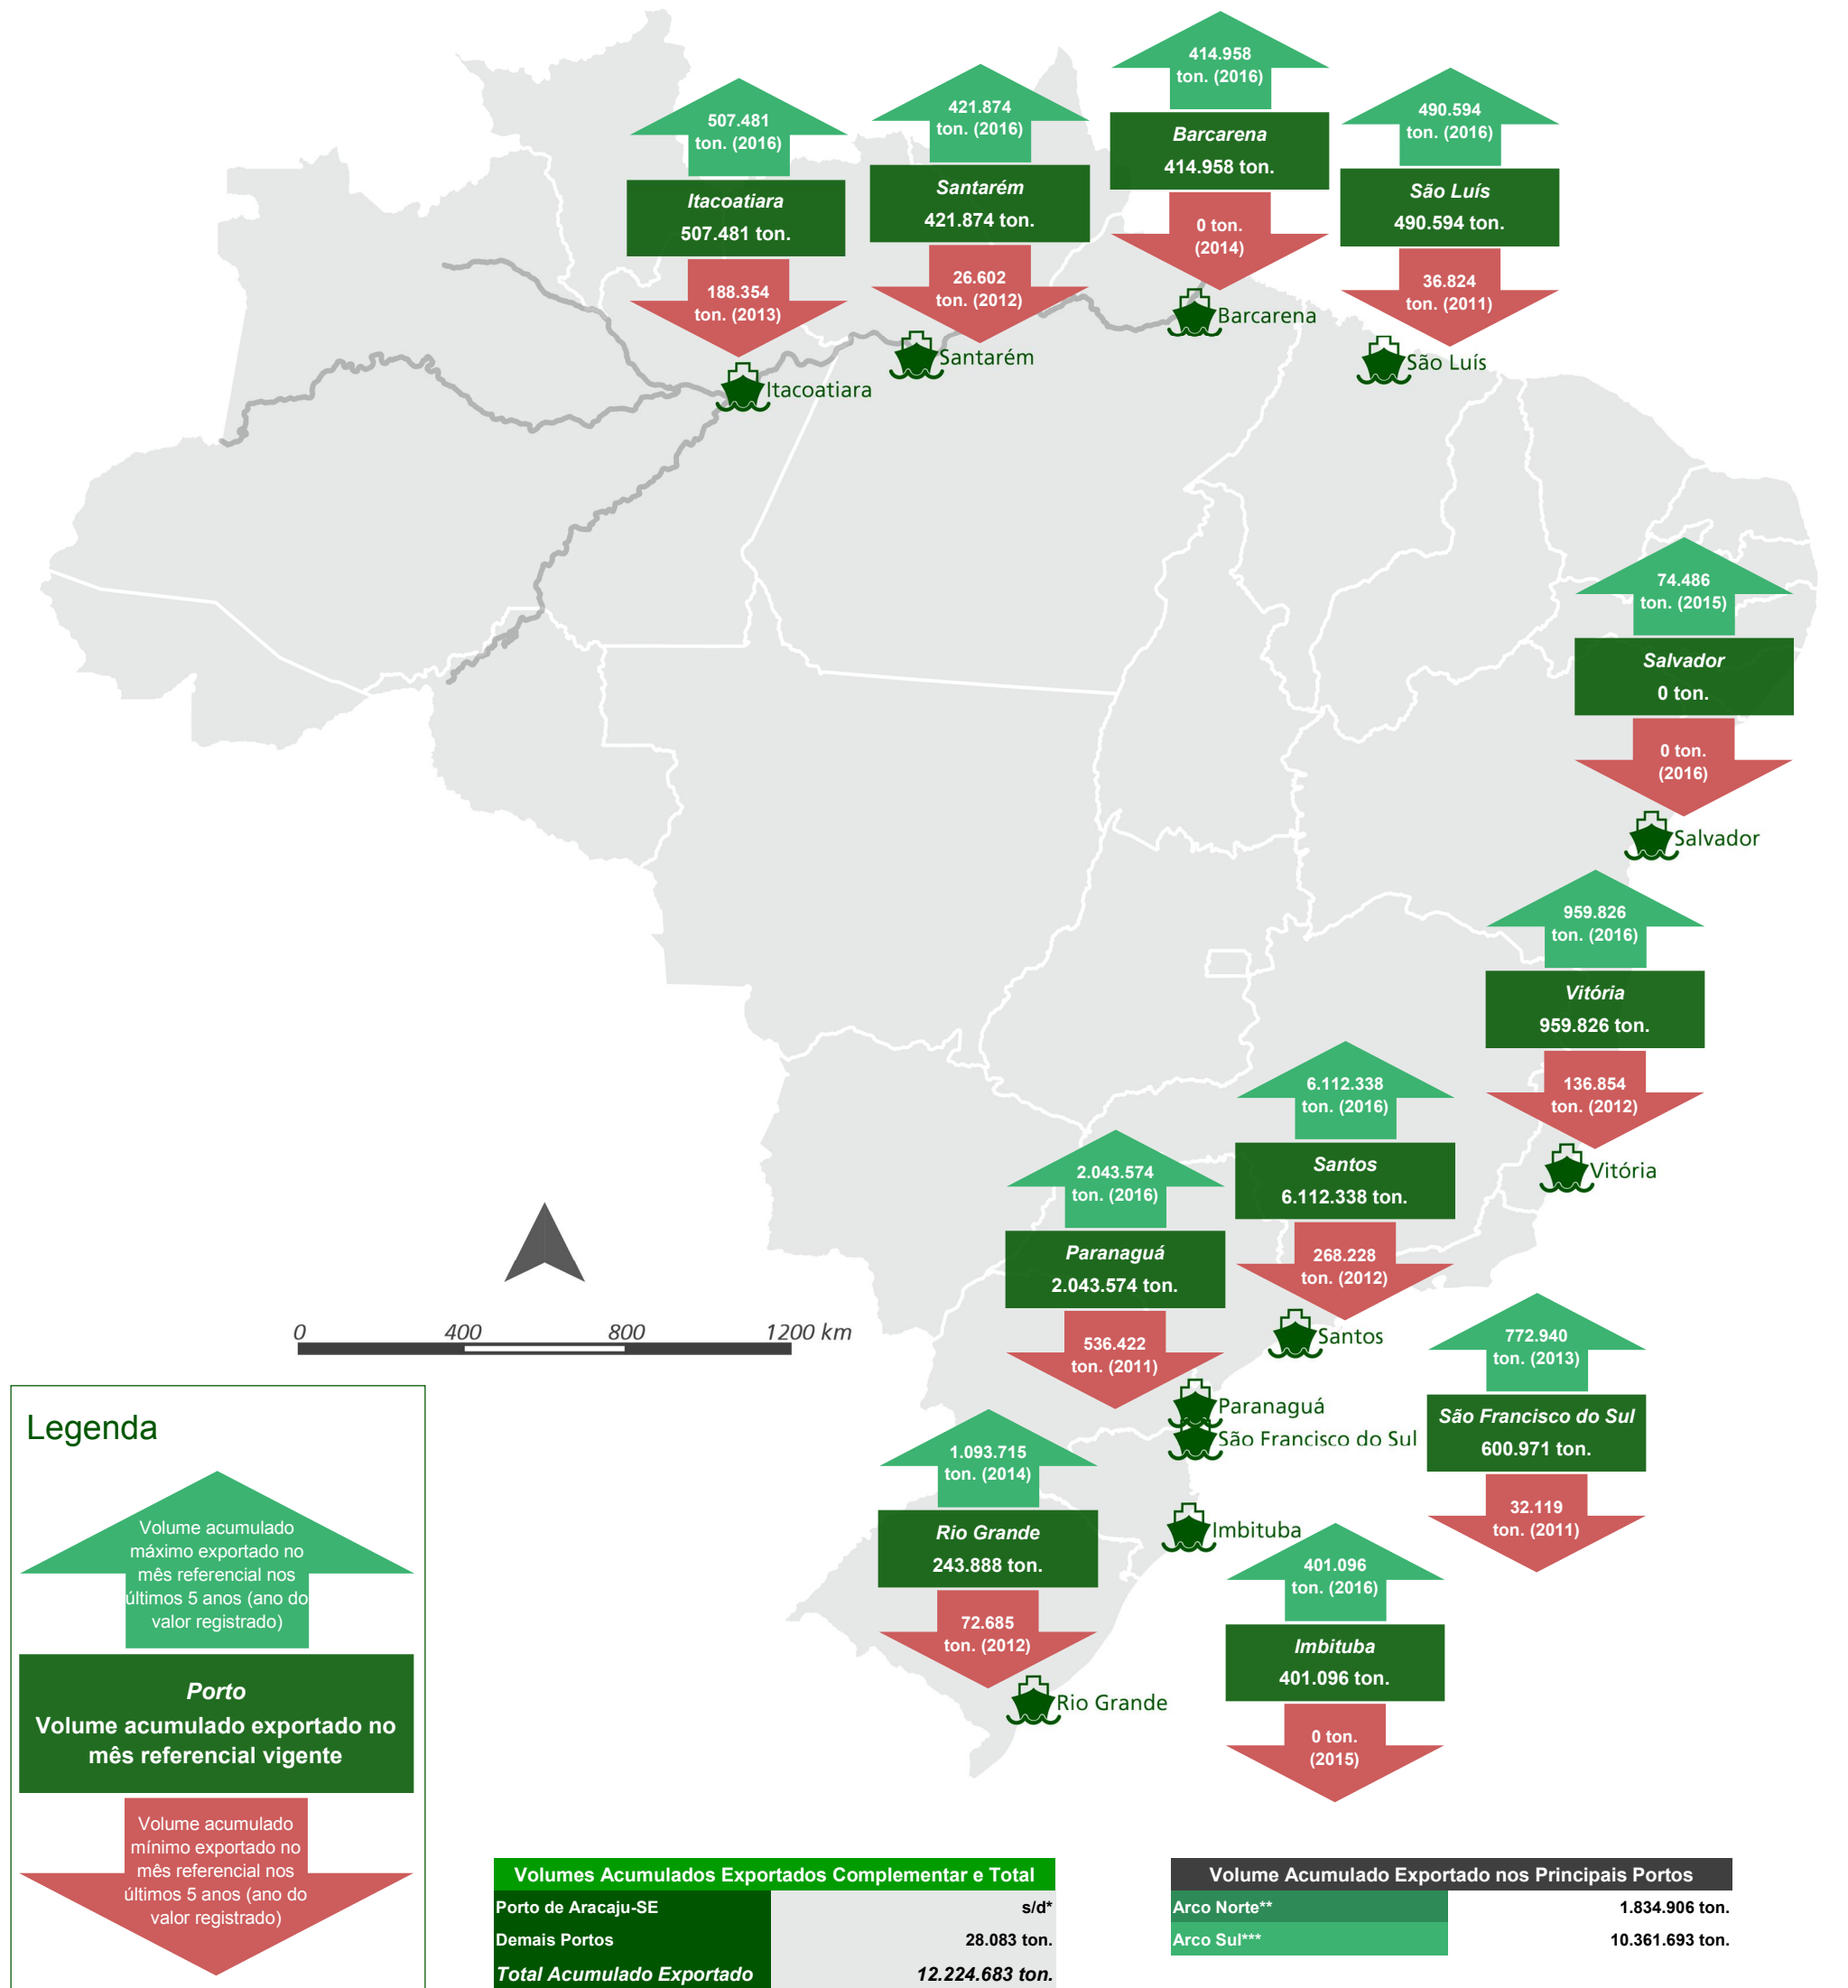 414.958
ton. (2016)
Barcarena
414.958 ton.
0 ton.
(2014)
507.481
ton. (2016)
Itacoatiara
507.481 ton.
188.354
ton. (2013)
421.874
ton. (2016)
Santarém
421.874 ton.
26.602
ton. (2012)
490.594
ton. (2016)
São Luís
490.594 ton.
36.824
ton. (2011)
Barcarena
Santarém
São Luís
Itacoatiara
74.486
ton. (2015)
Salvador
0 ton.
0 ton.
(2016)
Salvador
959.826
ton. (2016)
Vitória
959.826 ton.
136.854
ton. (2012)
Vitória
6.112.338
ton. (2016)
Santos
6.112.338 ton.
268.228
ton. (2012)
Santos
2.043.574
ton. (2016)
Paranaguá
2.043.574 ton.
536.422
ton. (2011)
Paranaguá
São Francisco do Sul
772.940
ton. (2013)
São Francisco do Sul
600.971 ton.
32.119
ton. (2011)
1.093.715
ton. (2014)
Rio Grande
243.888 ton.
72.685
ton. (2012)
Rio Grande
Imbituba
401.096
ton. (2016)
Imbituba
401.096 ton.
0 ton.
(2015)
0 400 800 1200 km
Legenda
Volume acumulado
máximo exportado no
mês referencial nos
últimos 5 anos (ano do
valor registrado)
Porto
Volume acumulado exportado no
mês referencial vigente
Volume acumulado
mínimo exportado no
mês referencial nos
últimos 5 anos (ano do
valor registrado)
Volumes Acumulados Exportados Complementar e Total
Porto de Aracaju-SE s/d*
Demais Portos 28.083 ton.
Total Acumulado Exportado 12.224.683 ton.
Volume Acumulado Exportado nos Principais Portos
Arco Norte** 1.834.906 ton.
Arco Sul*** 10.361.693 ton.